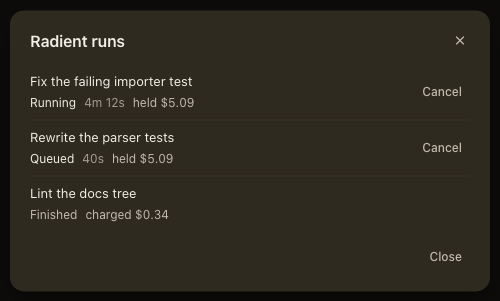 Radient runs
×
Fix the failing importer test
Running 4m 12s held $5.09
Cancel
Rewrite the parser tests
Queued 40s held $5.09
Cancel
Lint the docs tree
Finished charged $0.34
Close